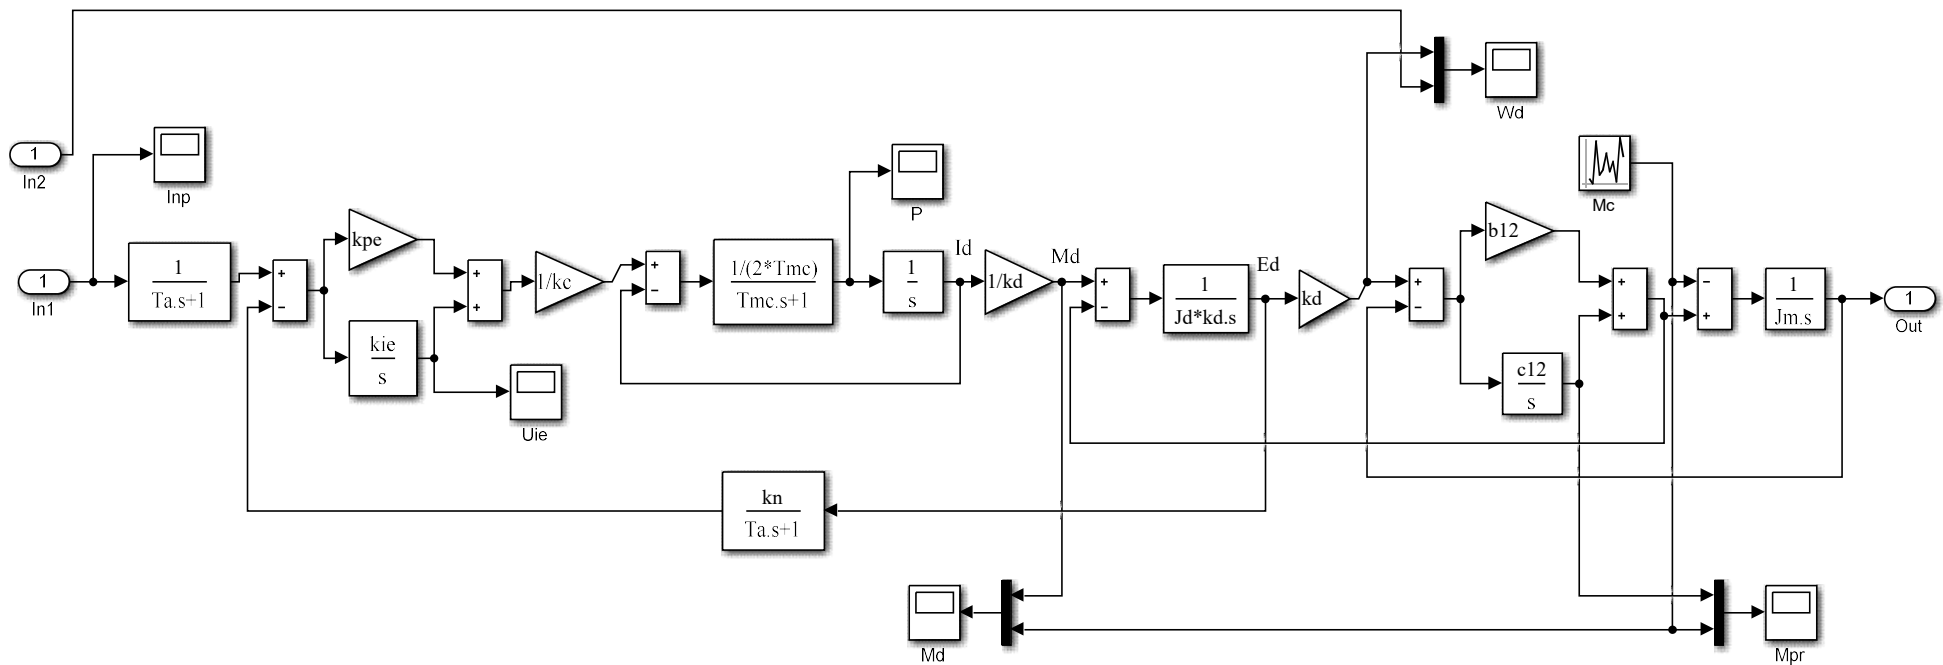 Wd
1
In2
Inp
P
Mc
kpe
b12
1
Ta.s+1
+
−
+
+
1/kc
+
−
1/(2*Tmc)
Tmc.s+1
1
s
Id
1/kd
Md
+
−
1
Jd*kd.s
Ed
kd
+
−
+
+
−
+
1
Jm.s
1
Out
1
In1
kie
s
Uie
c12
s
kn
Ta.s+1
Md
Mpr